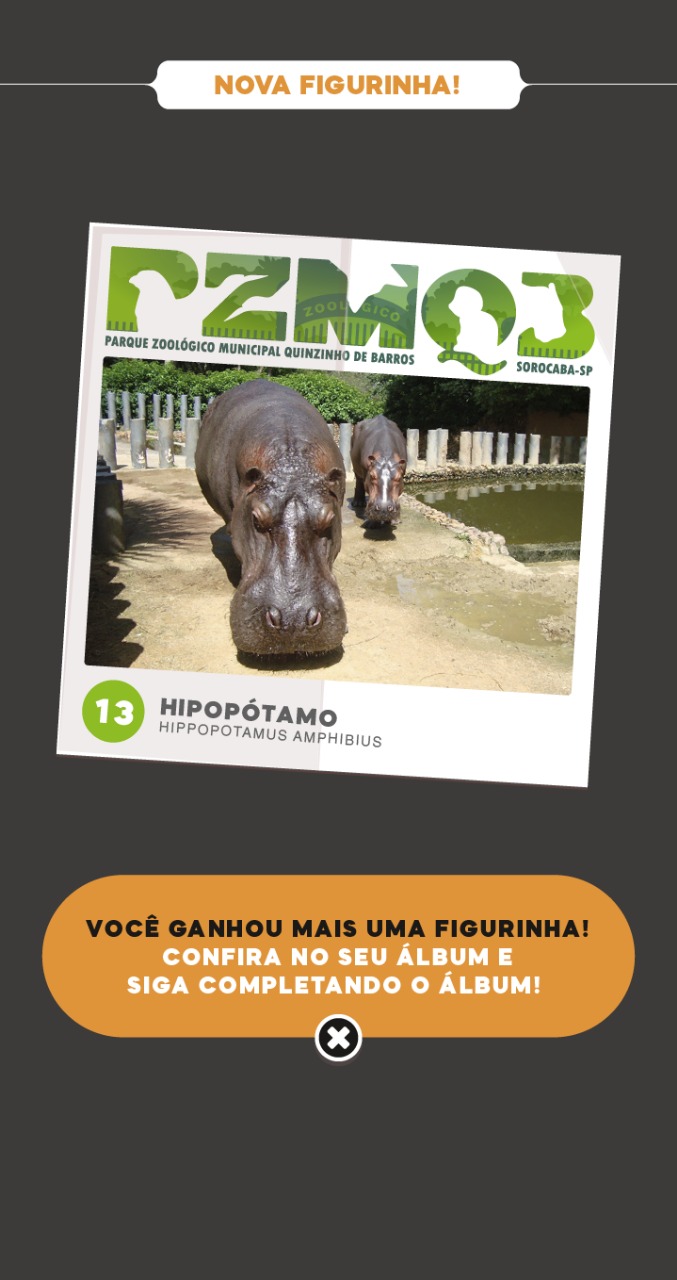 NOVA FIGURINHA!
PZMQB
ZOOLÓGICO
PARQUE ZOOLÓGICO MUNICIPAL QUINZINHO DE BARROS
SOROCABA-SP
13
HIPOPÓTAMO
HIPPOPOTAMUS AMPHIBIUS
VOCÊ GANHOU MAIS UMA FIGURINHA!
CONFIRA NO SEU ÁLBUM E
SIGA COMPLETANDO O ÁLBUM!